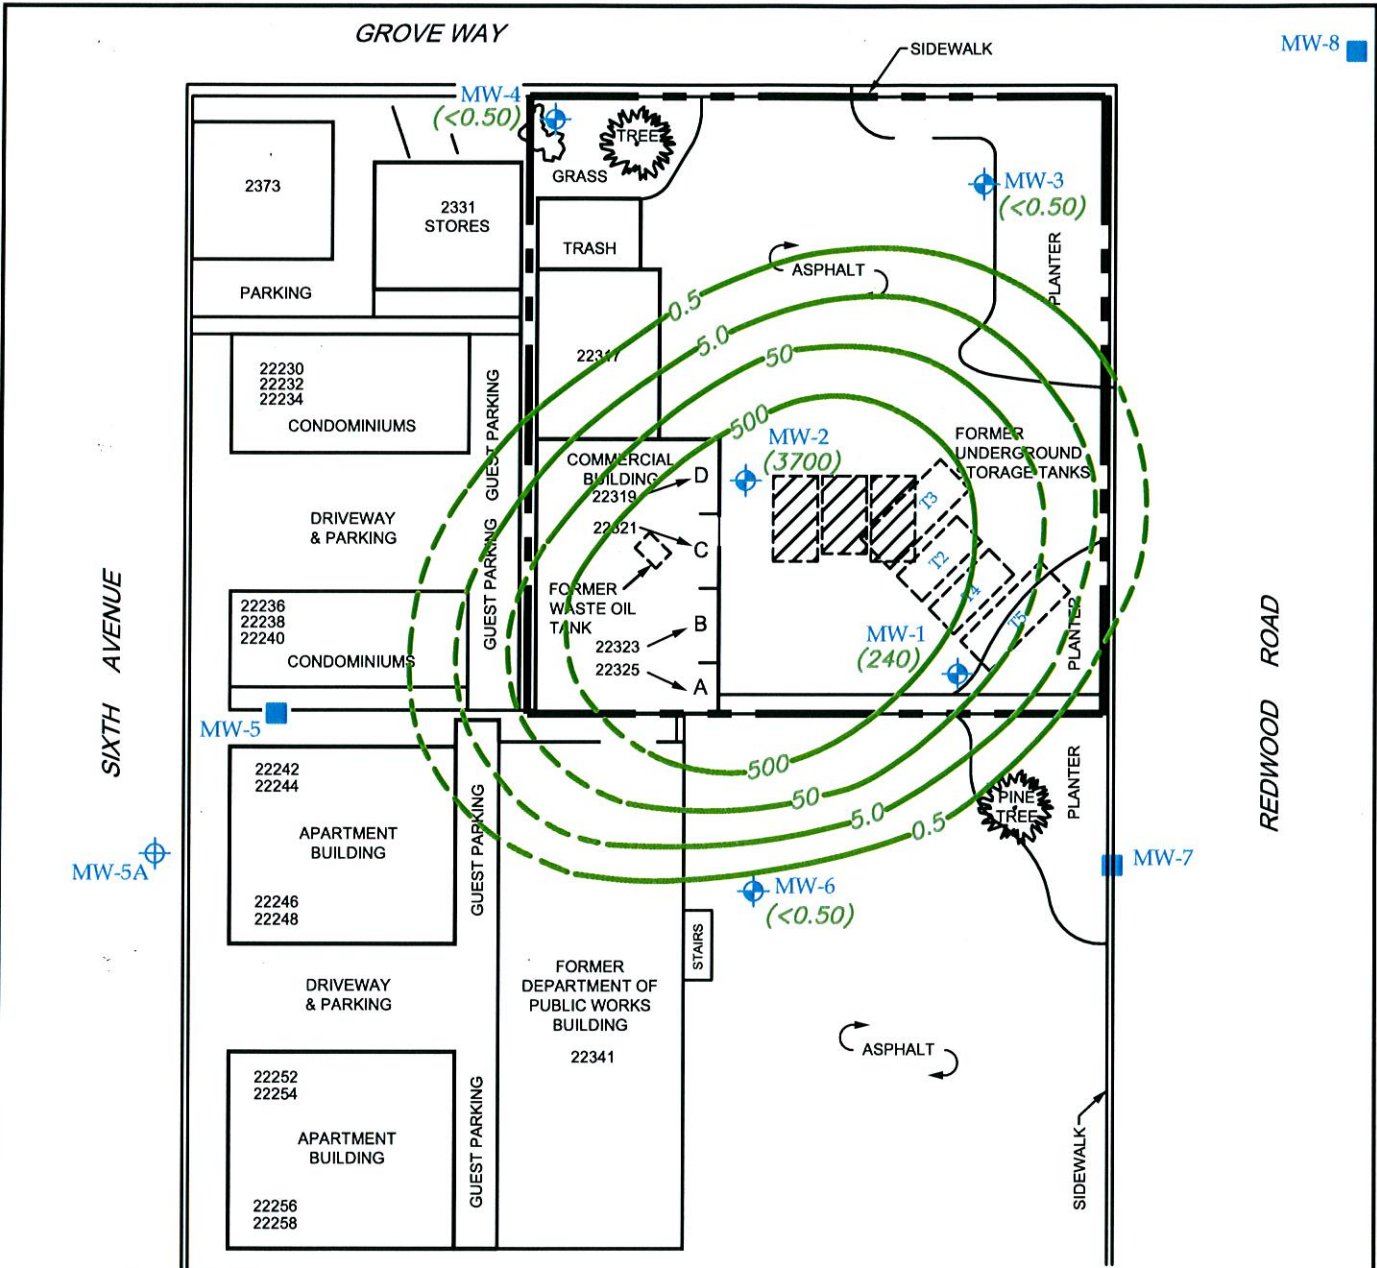 GROVE WAY
MW-8
SIDEWALK
MW-4
(<0.50)
TREE
GRASS
MW-3
(<0.50)
2373
2331
STORES
TRASH
PLANTER
ASPHALT
PARKING
0.5
5.0
50
500
22317
22230
22232
22234
CONDOMINIUMS
GUEST PARKING
MW-2
(3700)
FORMER
UNDERGROUND
STORAGE TANKS
COMMERCIAL
BUILDING
22319
D
T3
DRIVEWAY
& PARKING
22321
C
T2
GUEST PARKING
FORMER
WASTE OIL
TANK
T4
T5
22236
22238
22240
CONDOMINIUMS
22323
B
22325
A
MW-1
(240)
PLANTER
SIXTH AVENUE
REDWOOD ROAD
MW-5
22242
22244
APARTMENT
BUILDING
22246
22248
GUEST PARKING
500
50
5.0
0.5
PINE
TREE
PLANTER
MW-5A
MW-7
MW-6
(<0.50)
STAIRS
DRIVEWAY
& PARKING
FORMER
DEPARTMENT OF
PUBLIC WORKS
BUILDING
22341
ASPHALT
22252
22254
APARTMENT
BUILDING
22256
22258
GUEST PARKING
SIDEWALK